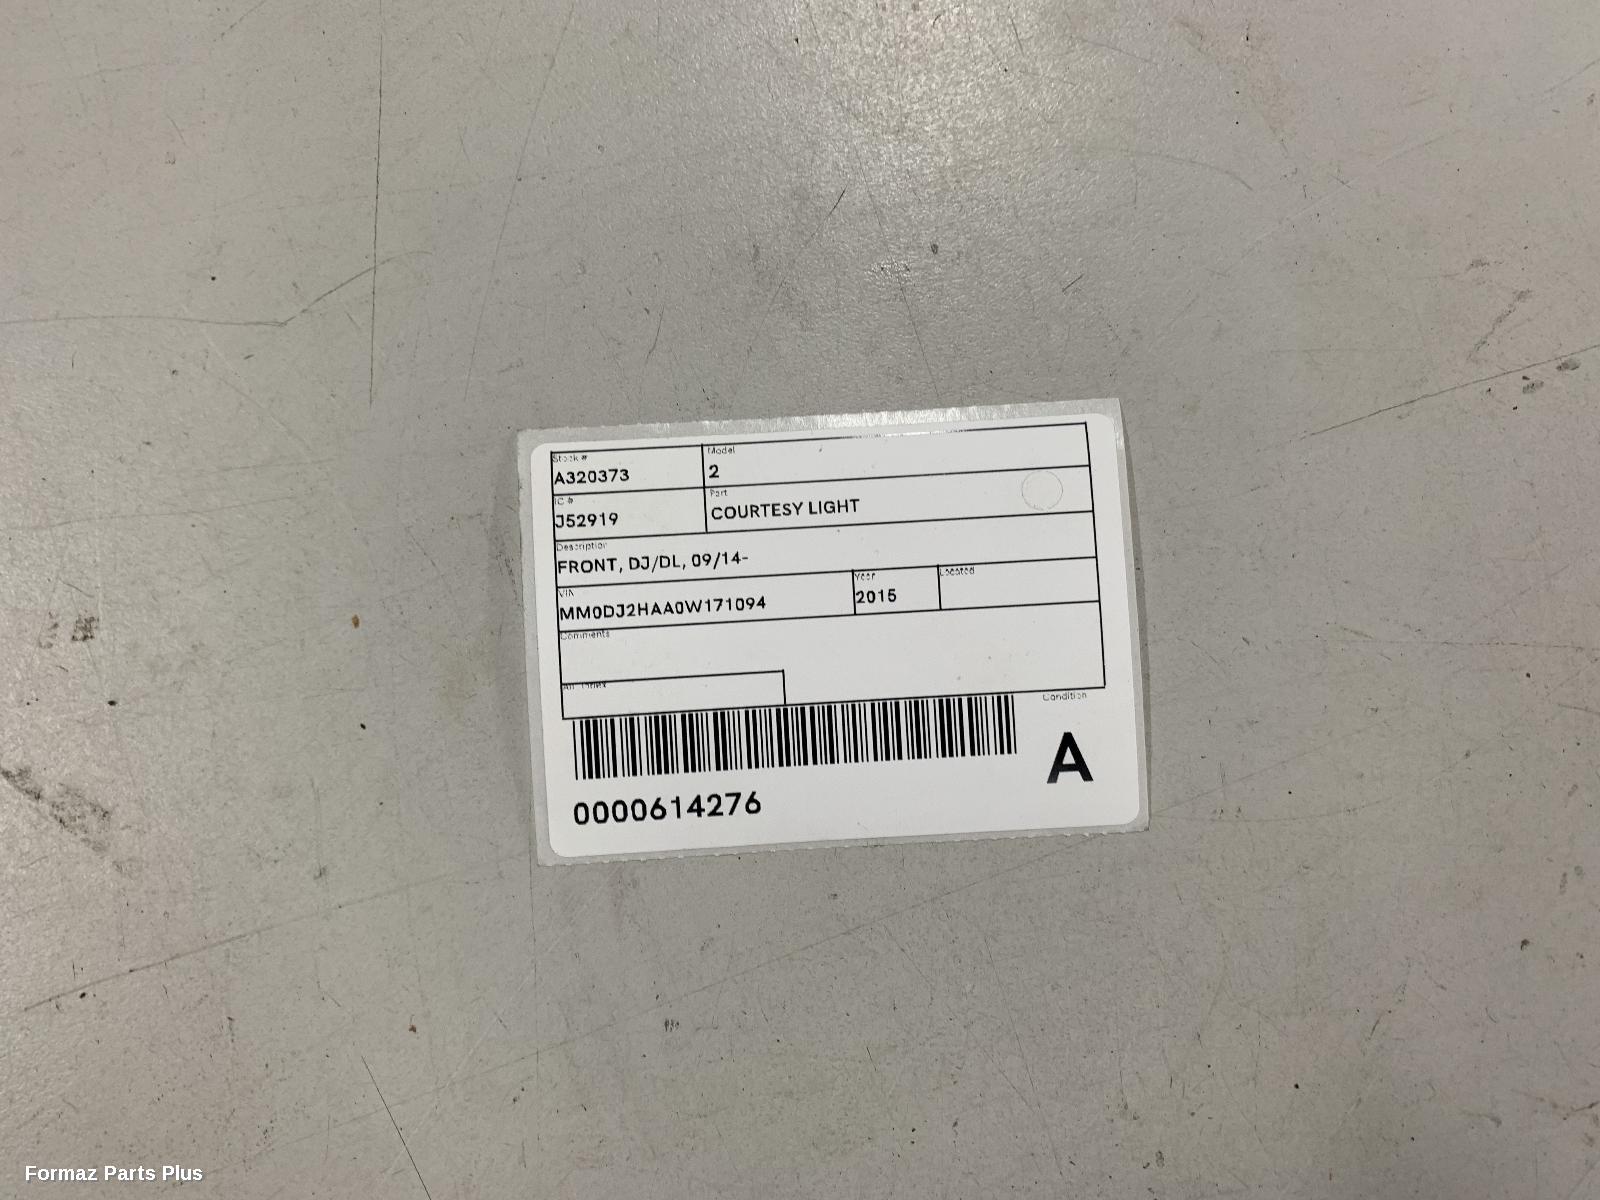 Stock #
A320373
Model
2
IC #
J52919
Part
COURTESY LIGHT
Description
FRONT, DJ/DL, 09/14-
VIN
MM0DJ2HAA0W171094
Year
2015
Located
Comments
0000614276
Condition
A
Formaz Parts Plus